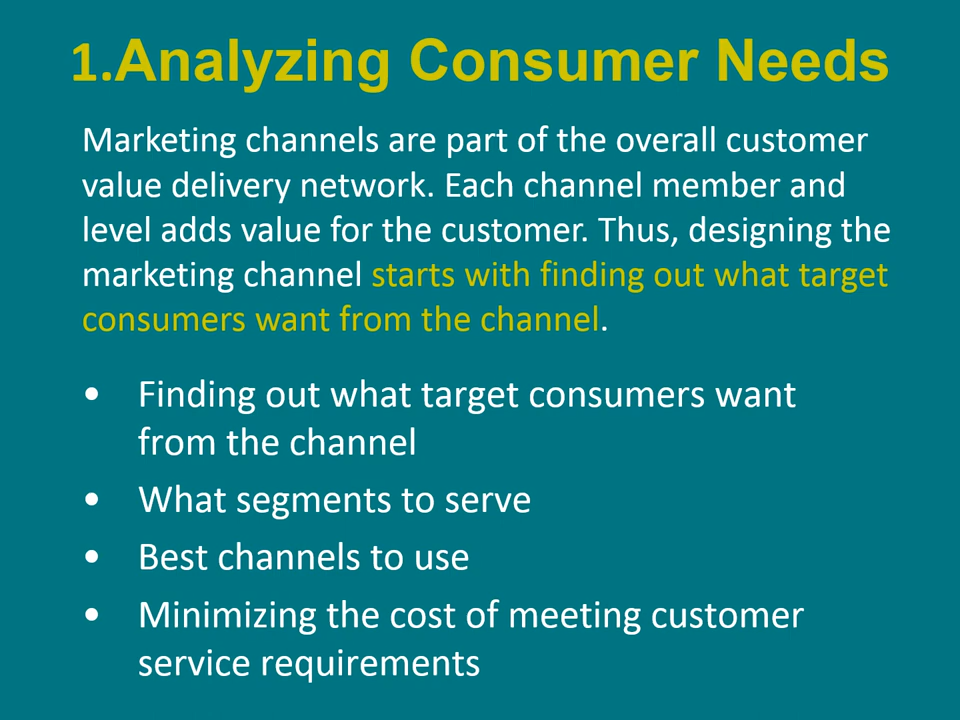 1.Analyzing Consumer Needs
Marketing channels are part of the overall customer
value delivery network. Each channel member and
level adds value for the customer. Thus, designing the
marketing channel starts with finding out what target
consumers want from the channel.
• Finding out what target consumers want
from the channel
• What segments to serve
• Best channels to use
• Minimizing the cost of meeting customer
service requirements